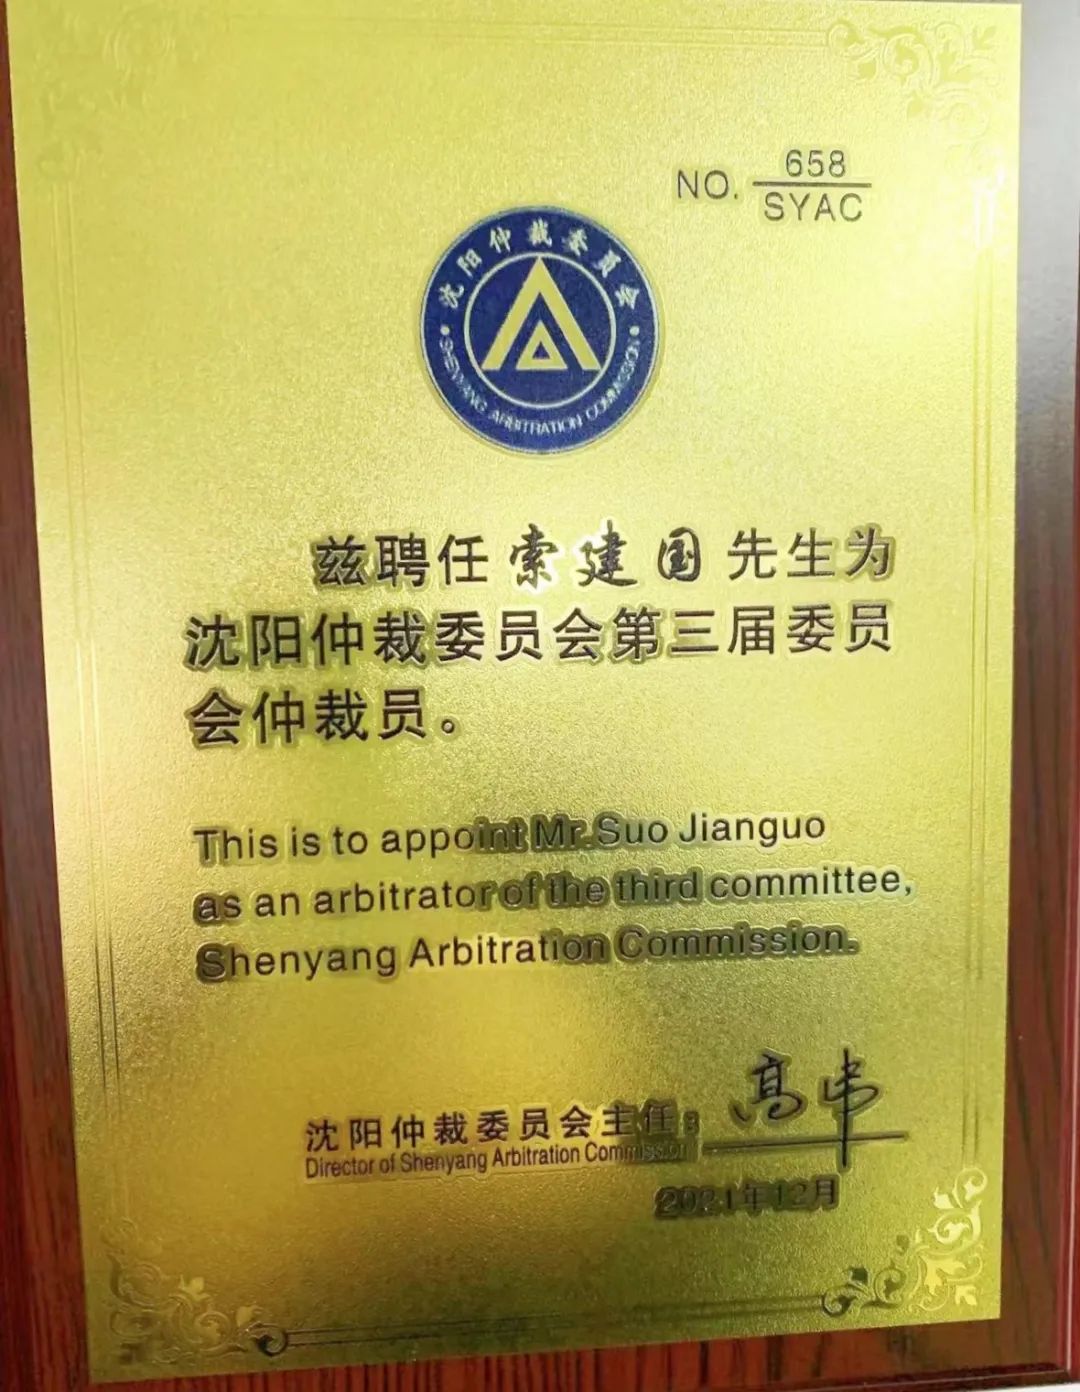 NO. 658
SYAC
沈阳仲裁委员会
SHENYANG ARBITRATION COMMISSION
兹聘任索建国先生为
沈阳仲裁委员会第三届委员
会仲裁员。
This is to appoint Mr.Suo Jianguo
as an arbitrator of the third committee,
Shenyang Arbitration Commission.
沈阳仲裁委员会主任:
Director of Shenyang Arbitration Commission
2021年12月